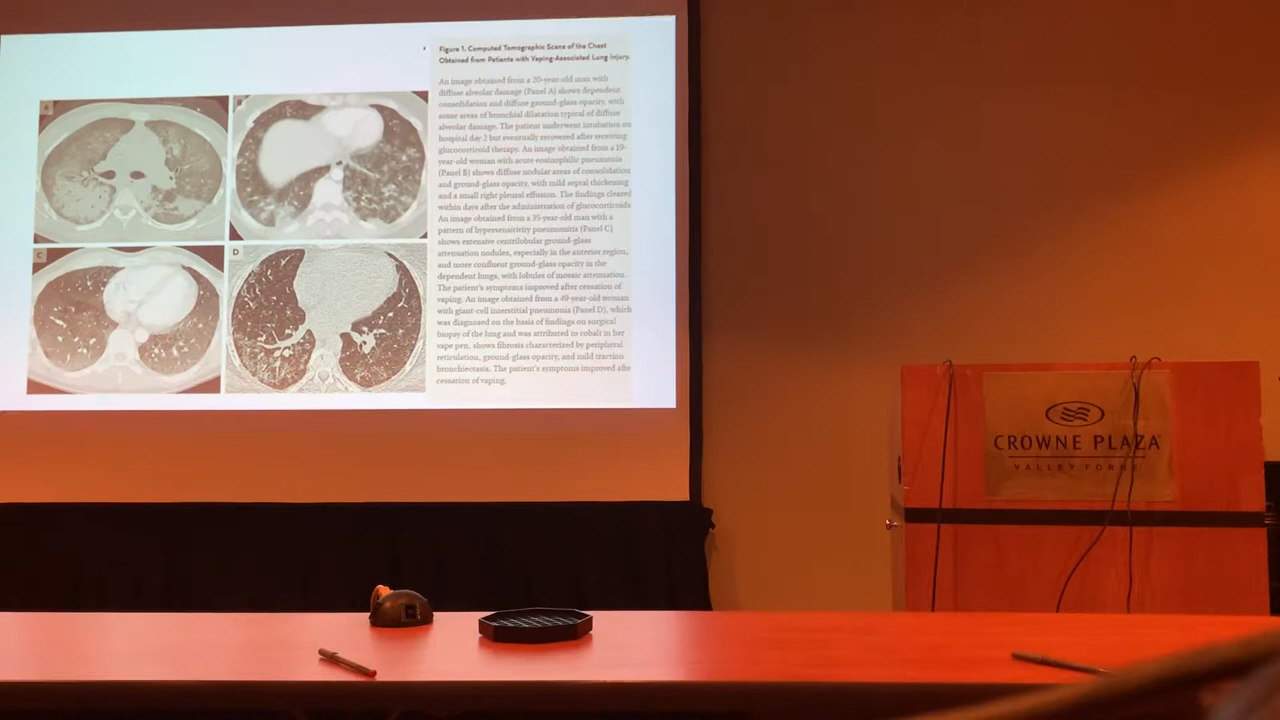 Figure 1. Computed Tomographic Scans of the Chest
Obtained from Patients with Vaping-Associated Lung Injury.
An image obtained from a 20-year-old man with
diffuse alveolar damage (Panel A) shows dependent
consolidation and diffuse ground-glass opacity, with
some areas of bronchial dilatation typical of diffuse
alveolar damage. The patient underwent intubation on
hospital day 2 but eventually recovered after receiving
glucocorticoid therapy. An image obtained from a 19-
year-old woman with acute eosinophilic pneumonia
(Panel B) shows diffuse nodular areas of consolidation
and ground-glass opacity, with mild septal thickening
and a small right pleural effusion. The findings cleared
within days after the administration of glucocorticoids
An image obtained from a 35-year-old man with a
pattern of hypersensitivity pneumonitis (Panel C)
shows extensive centrilobular ground-glass
attenuation nodules, especially in the anterior region,
and more confluent ground-glass opacity in the
dependent lungs, with lobules of mosaic attenuation.
The patient's symptoms improved after cessation of
vaping. An image obtained from a 49-year-old woman
with giant-cell interstitial pneumonia (Panel D), which
was diagnosed on the basis of findings on surgical
biopsy of the lung and was attributed to cobalt in her
vape pen, shows fibrosis characterized by peripheral
reticulation, ground-glass opacity, and mild traction
bronchiectasis. The patient's symptoms improved afte
cessation of vaping.
A
B
C
D
CROWNE PLAZA
VALLEY FORGE